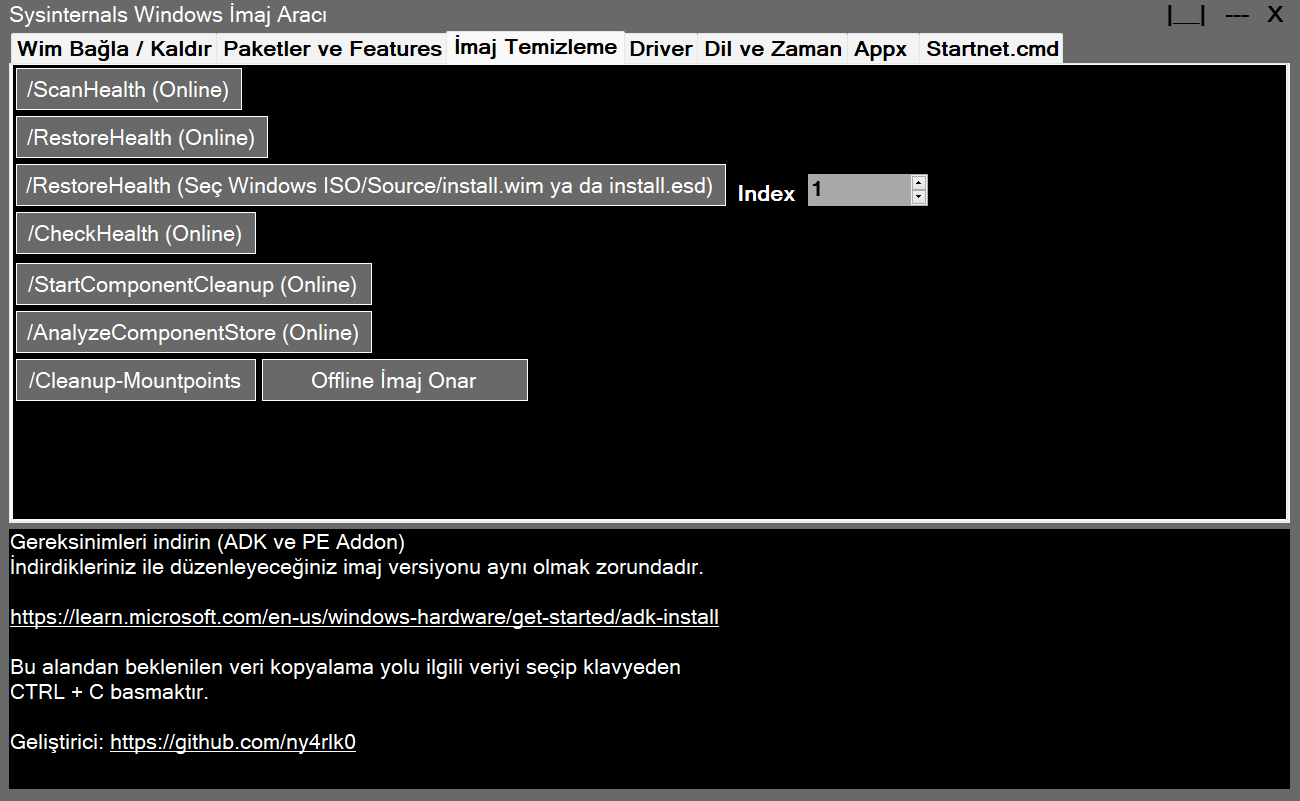 Sysinternals Windows İmaj Aracı |__| --- X
Wim Bağla / Kaldır Paketler ve Features İmaj Temizleme Driver Dil ve Zaman Appx Startnet.cmd
/ScanHealth (Online)
/RestoreHealth (Online)
/RestoreHealth (Seç Windows ISO/Source/install.wim ya da install.esd) Index 1
/CheckHealth (Online)
/StartComponentCleanup (Online)
/AnalyzeComponentStore (Online)
/Cleanup-Mountpoints Offline İmaj Onar
Gereksinimleri indirin (ADK ve PE Addon)
İndirdikleriniz ile düzenleyeceğiniz imaj versiyonu aynı olmak zorundadır.
https://learn.microsoft.com/en-us/windows-hardware/get-started/adk-install
Bu alandan beklenilen veri kopyalama yolu ilgili veriyi seçip klavyeden
CTRL + C basmaktır.
Geliştirici: https://github.com/ny4rlk0